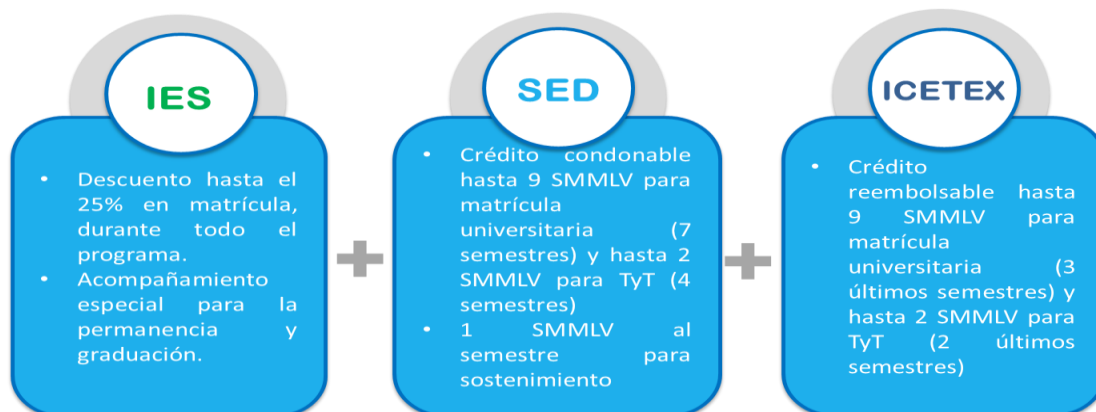 IES
• Descuento hasta el
25% en matrícula,
durante todo el
programa.
• Acompañamiento
especial para la
permanencia y
graduación.
SED
• Crédito condonable
hasta 9 SMMLV para
matrícula
universitaria (7
semestres) y hasta 2
SMMLV para TyT (4
semestres)
• 1 SMMLV al
semestre para
sostenimiento
ICETEX
• Crédito
reembolsable hasta
9 SMMLV para
matrícula
universitaria (3
últimos semestres) y
hasta 2 SMMLV para
TyT (2 últimos
semestres)